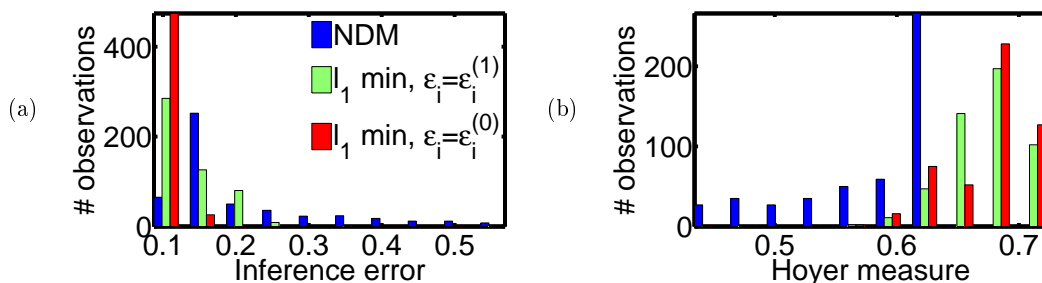 (a)
# observations
400
200
0
NDM
l₁ min, εᵢ=εᵢ⁽¹⁾
l₁ min, εᵢ=εᵢ⁽⁰⁾
0.1 0.2 0.3 0.4 0.5
Inference error
(b)
# observations
200
100
0
0.5 0.6 0.7
Hoyer measure